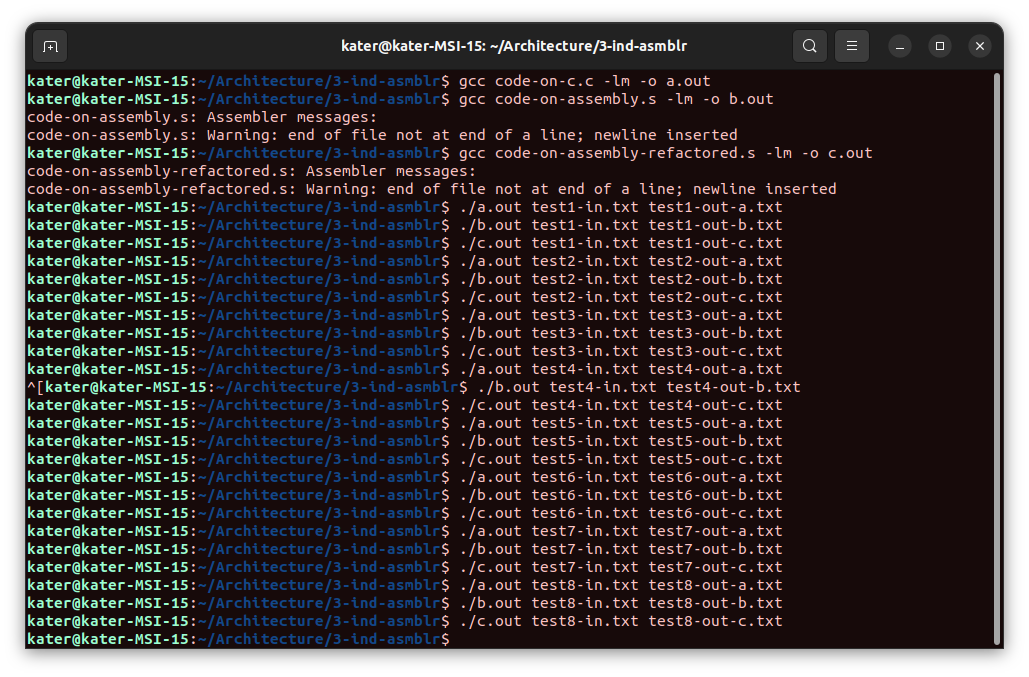 kater@kater-MSI-15: ~/Architecture/3-ind-asmblr
kater@kater-MSI-15:~/Architecture/3-ind-asmblr$ gcc code-on-c.c -lm -o a.out
kater@kater-MSI-15:~/Architecture/3-ind-asmblr$ gcc code-on-assembly.s -lm -o b.out
code-on-assembly.s: Assembler messages:
code-on-assembly.s: Warning: end of file not at end of a line; newline inserted
kater@kater-MSI-15:~/Architecture/3-ind-asmblr$ gcc code-on-assembly-refactored.s -lm -o c.out
code-on-assembly-refactored.s: Assembler messages:
code-on-assembly-refactored.s: Warning: end of file not at end of a line; newline inserted
kater@kater-MSI-15:~/Architecture/3-ind-asmblr$ ./a.out test1-in.txt test1-out-a.txt
kater@kater-MSI-15:~/Architecture/3-ind-asmblr$ ./b.out test1-in.txt test1-out-b.txt
kater@kater-MSI-15:~/Architecture/3-ind-asmblr$ ./c.out test1-in.txt test1-out-c.txt
kater@kater-MSI-15:~/Architecture/3-ind-asmblr$ ./a.out test2-in.txt test2-out-a.txt
kater@kater-MSI-15:~/Architecture/3-ind-asmblr$ ./b.out test2-in.txt test2-out-b.txt
kater@kater-MSI-15:~/Architecture/3-ind-asmblr$ ./c.out test2-in.txt test2-out-c.txt
kater@kater-MSI-15:~/Architecture/3-ind-asmblr$ ./a.out test3-in.txt test3-out-a.txt
kater@kater-MSI-15:~/Architecture/3-ind-asmblr$ ./b.out test3-in.txt test3-out-b.txt
kater@kater-MSI-15:~/Architecture/3-ind-asmblr$ ./c.out test3-in.txt test3-out-c.txt
kater@kater-MSI-15:~/Architecture/3-ind-asmblr$ ./a.out test4-in.txt test4-out-a.txt
^[kater@kater-MSI-15:~/Architecture/3-ind-asmblr$ ./b.out test4-in.txt test4-out-b.txt
kater@kater-MSI-15:~/Architecture/3-ind-asmblr$ ./c.out test4-in.txt test4-out-c.txt
kater@kater-MSI-15:~/Architecture/3-ind-asmblr$ ./a.out test5-in.txt test5-out-a.txt
kater@kater-MSI-15:~/Architecture/3-ind-asmblr$ ./b.out test5-in.txt test5-out-b.txt
kater@kater-MSI-15:~/Architecture/3-ind-asmblr$ ./c.out test5-in.txt test5-out-c.txt
kater@kater-MSI-15:~/Architecture/3-ind-asmblr$ ./a.out test6-in.txt test6-out-a.txt
kater@kater-MSI-15:~/Architecture/3-ind-asmblr$ ./b.out test6-in.txt test6-out-b.txt
kater@kater-MSI-15:~/Architecture/3-ind-asmblr$ ./c.out test6-in.txt test6-out-c.txt
kater@kater-MSI-15:~/Architecture/3-ind-asmblr$ ./a.out test7-in.txt test7-out-a.txt
kater@kater-MSI-15:~/Architecture/3-ind-asmblr$ ./b.out test7-in.txt test7-out-b.txt
kater@kater-MSI-15:~/Architecture/3-ind-asmblr$ ./c.out test7-in.txt test7-out-c.txt
kater@kater-MSI-15:~/Architecture/3-ind-asmblr$ ./a.out test8-in.txt test8-out-a.txt
kater@kater-MSI-15:~/Architecture/3-ind-asmblr$ ./b.out test8-in.txt test8-out-b.txt
kater@kater-MSI-15:~/Architecture/3-ind-asmblr$ ./c.out test8-in.txt test8-out-c.txt
kater@kater-MSI-15:~/Architecture/3-ind-asmblr$